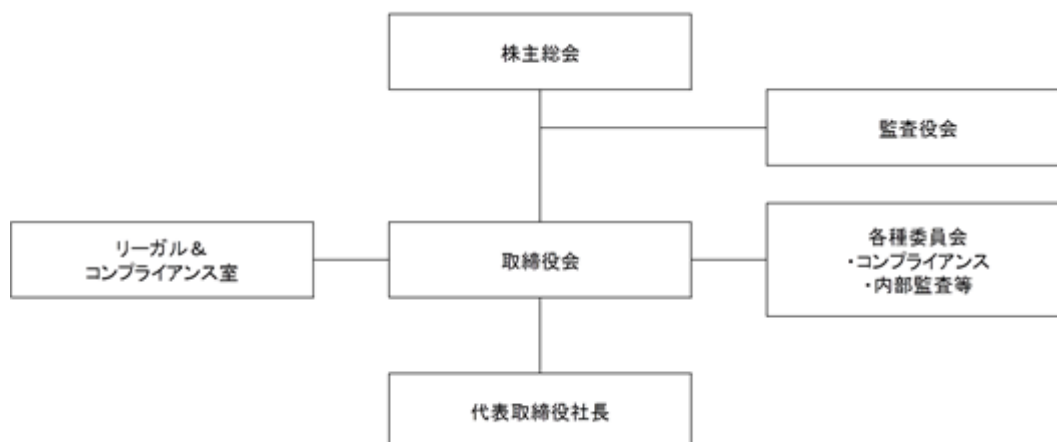 株主総会
監査役会
リーガル＆
コンプライアンス室
取締役会
各種委員会
・コンプライアンス
・内部監査等
代表取締役社長